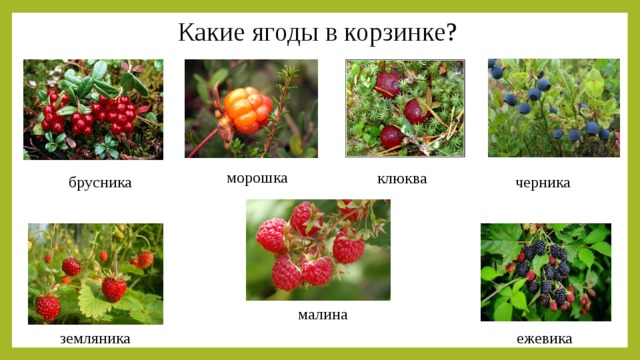 Какие ягоды в корзинке?
брусника
морошка
клюква
черника
малина
земляника
ежевика